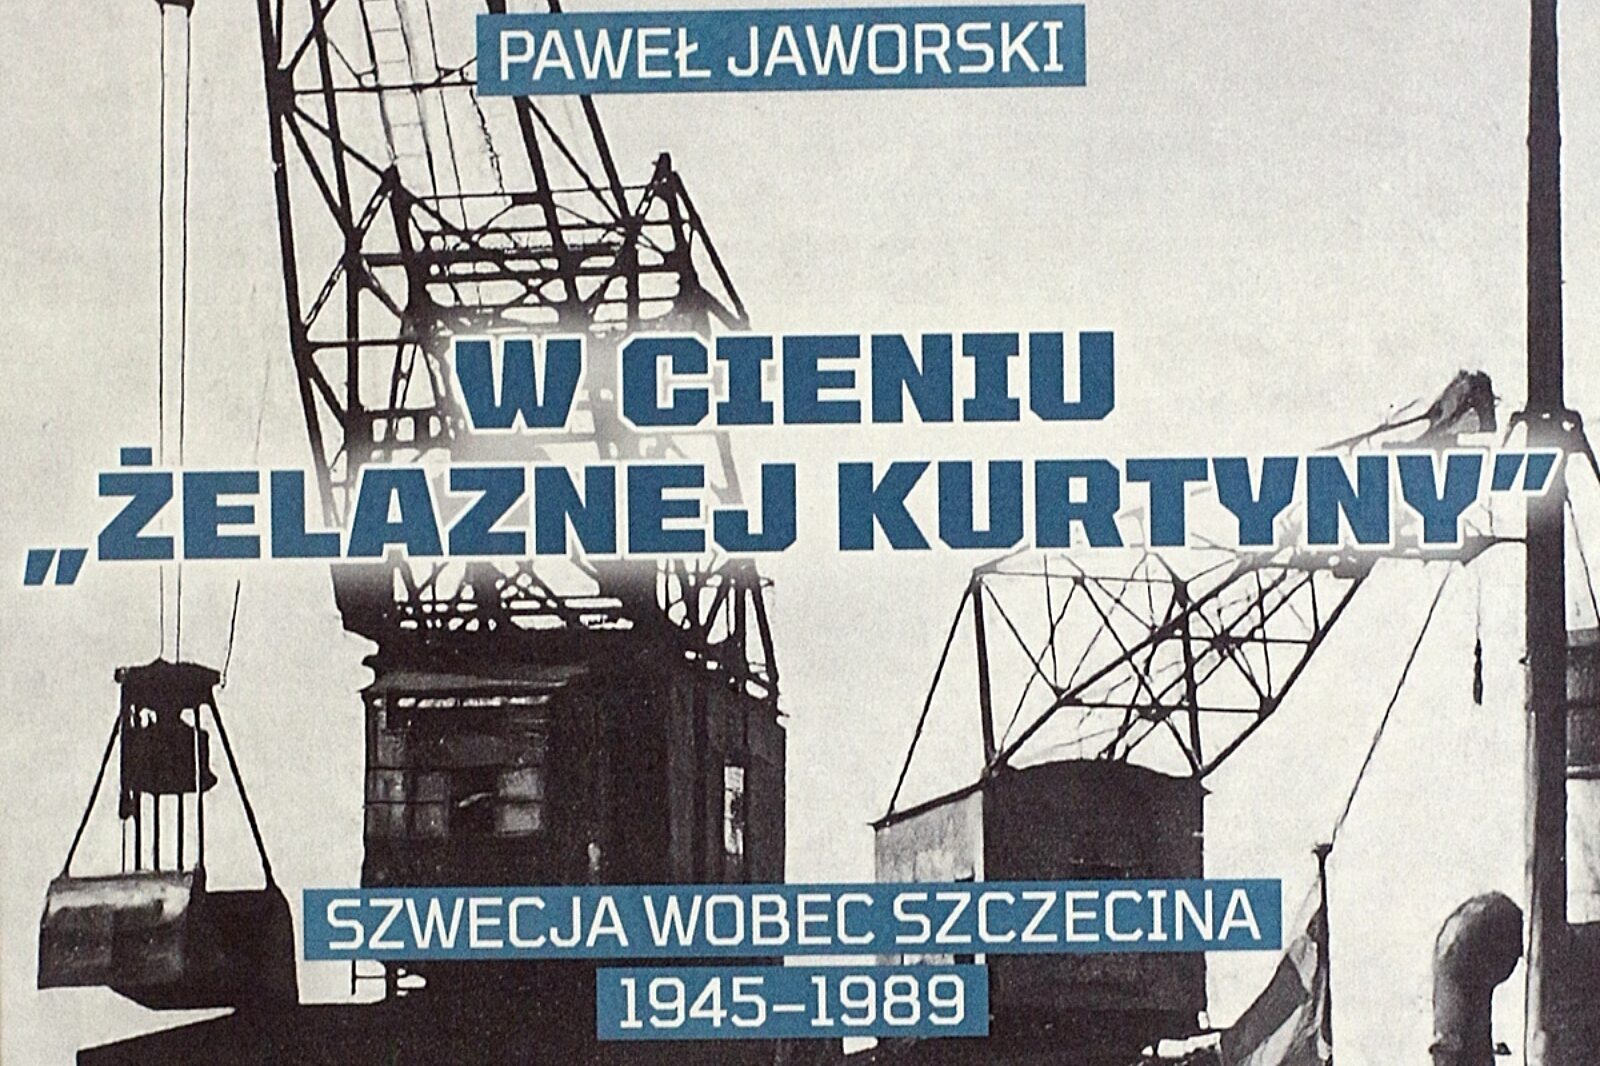 PAWEŁ JAWORSKI
W CIENIU
„ŻELAZNEJ KURTYNY”
SZWECJA WOBEC SZCZECINA
1945–1989